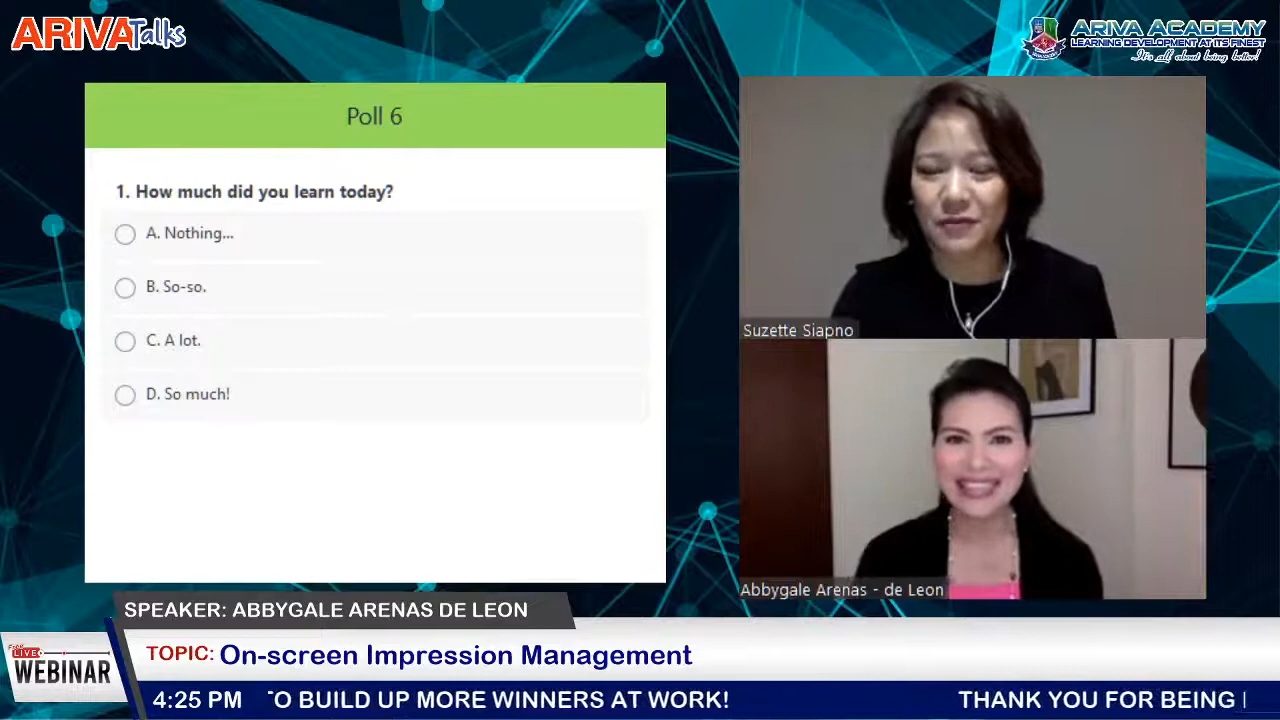 ARIVATalks
ARIVA ACADEMY
LEARNING DEVELOPMENT AT ITS FINEST
It's all about being better!
Poll 6
1. How much did you learn today?
A. Nothing...
B. So-so.
C. A lot.
D. So much!
Suzette Siapno
Abbygale Arenas - de Leon
SPEAKER: ABBYGALE ARENAS DE LEON
Free
LIVE
WEBINAR
TOPIC: On-screen Impression Management
4:25 PM TO BUILD UP MORE WINNERS AT WORK! THANK YOU FOR BEING